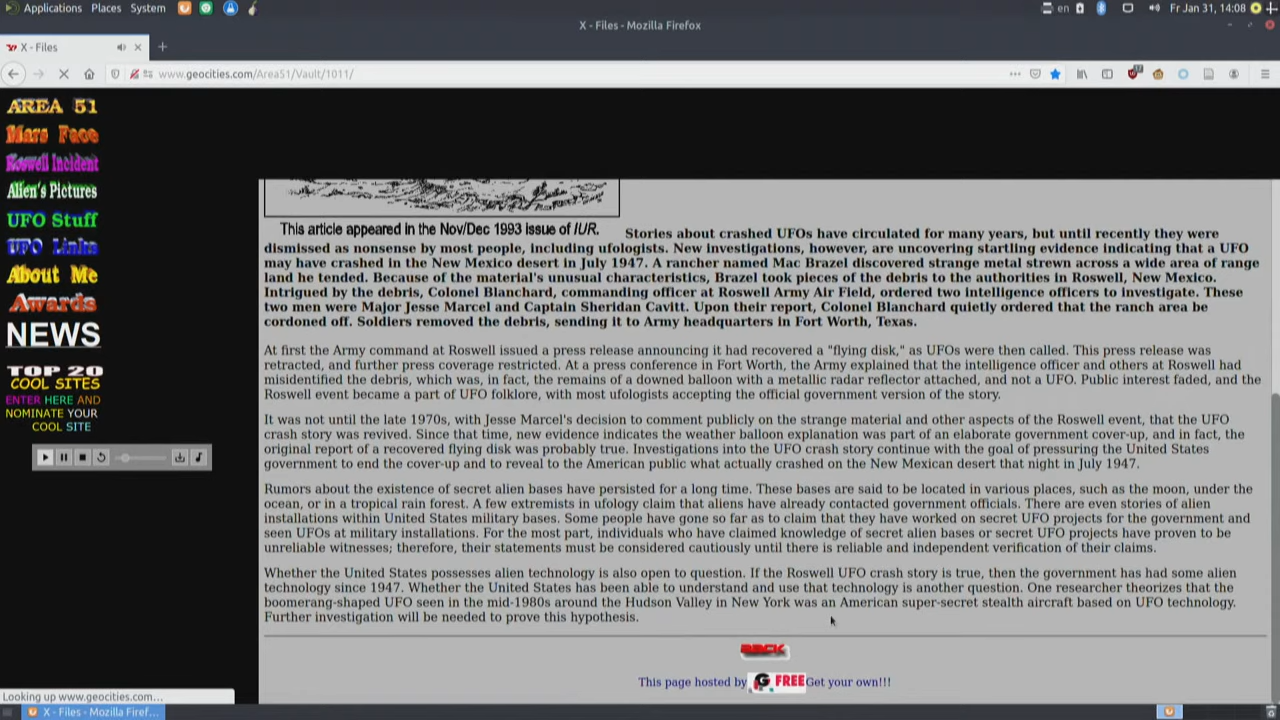 Applications Places System
en
Fr Jan 31, 14:08
X - Files - Mozilla Firefox
X - Files
www.geocities.com/Area51/Vault/1011/
AREA 51
Mars Face
Roswell Incident
Alien's Pictures
UFO Stuff
UFO Links
About Me
Awards
NEWS
TOP 20
COOL SITES
ENTER HERE AND
NOMINATE YOUR
COOL SITE
This article appeared in the Nov/Dec 1993 issue of IUR. Stories about crashed UFOs have circulated for many years, but until recently they were
dismissed as nonsense by most people, including ufologists. New investigations, however, are uncovering startling evidence indicating that a UFO
may have crashed in the New Mexico desert in July 1947. A rancher named Mac Brazel discovered strange metal strewn across a wide area of range
land he tended. Because of the material's unusual characteristics, Brazel took pieces of the debris to the authorities in Roswell, New Mexico.
Intrigued by the debris, Colonel Blanchard, commanding officer at Roswell Army Air Field, ordered two intelligence officers to investigate. These
two men were Major Jesse Marcel and Captain Sheridan Cavitt. Upon their report, Colonel Blanchard quietly ordered that the ranch area be
cordoned off. Soldiers removed the debris, sending it to Army headquarters in Fort Worth, Texas.
At first the Army command at Roswell issued a press release announcing it had recovered a "flying disk," as UFOs were then called. This press release was
retracted, and further press coverage restricted. At a press conference in Fort Worth, the Army explained that the intelligence officer and others at Roswell had
misidentified the debris, which was, in fact, the remains of a downed balloon with a metallic radar reflector attached, and not a UFO. Public interest faded, and the
Roswell event became a part of UFO folklore, with most ufologists accepting the official government version of the story.
It was not until the late 1970s, with Jesse Marcel's decision to comment publicly on the strange material and other aspects of the Roswell event, that the UFO
crash story was revived. Since that time, new evidence indicates the weather balloon explanation was part of an elaborate government cover-up, and in fact, the
original report of a recovered flying disk was probably true. Investigations into the UFO crash story continue with the goal of pressuring the United States
government to end the cover-up and to reveal to the American public what actually crashed on the New Mexican desert that night in July 1947.
Rumors about the existence of secret alien bases have persisted for a long time. These bases are said to be located in various places, such as the moon, under the
ocean, or in a tropical rain forest. A few extremists in ufology claim that aliens have already contacted government officials. There are even stories of alien
installations within United States military bases. Some people have gone so far as to claim that they have worked on secret UFO projects for the government and
seen UFOs at military installations. For the most part, individuals who have claimed knowledge of secret alien bases or secret UFO projects have proven to be
unreliable witnesses; therefore, their statements must be considered cautiously until there is reliable and independent verification of their claims.
Whether the United States possesses alien technology is also open to question. If the Roswell UFO crash story is true, then the government has had some alien
technology since 1947. Whether the United States has been able to understand and use that technology is another question. One researcher theorizes that the
boomerang-shaped UFO seen in the mid-1980s around the Hudson Valley in New York was an American super-secret stealth aircraft based on UFO technology.
Further investigation will be needed to prove this hypothesis.
BACK
This page hosted by G FREE Get your own!!!
Looking up www.geocities.com...
X - Files - Mozilla Firef...